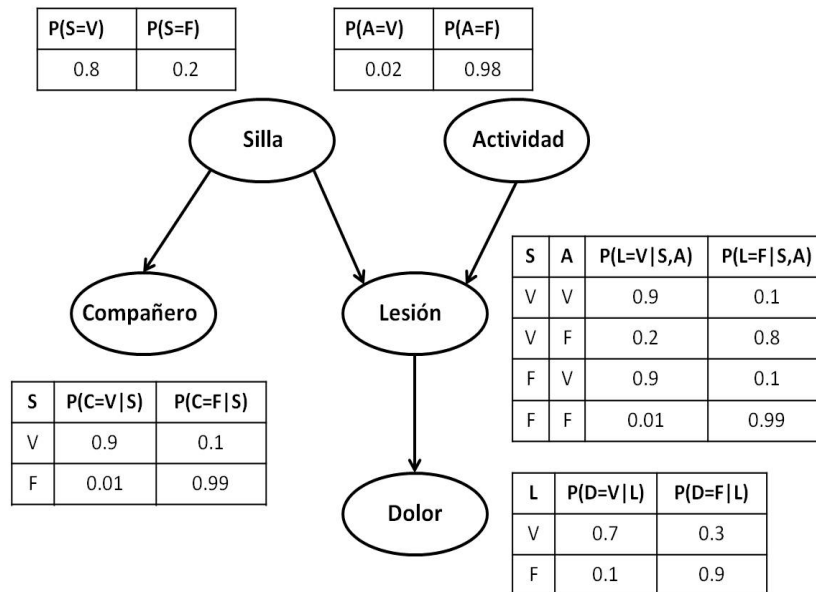 P(S=V) P(S=F)
0.8 0.2
P(A=V) P(A=F)
0.02 0.98
Silla
Actividad
Compañero
Lesión
S A P(L=V|S,A) P(L=F|S,A)
V V 0.9 0.1
V F 0.2 0.8
F V 0.9 0.1
F F 0.01 0.99
S P(C=V|S) P(C=F|S)
V 0.9 0.1
F 0.01 0.99
Dolor
L P(D=V|L) P(D=F|L)
V 0.7 0.3
F 0.1 0.9